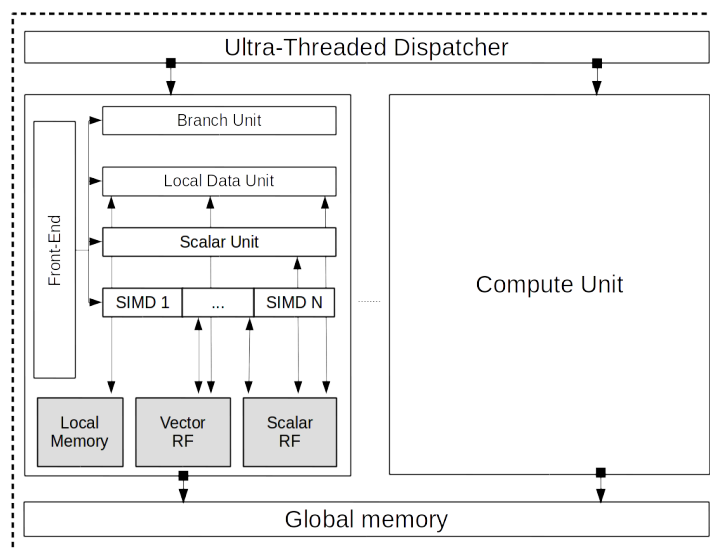 Ultra-Threaded Dispatcher
Branch Unit
Local Data Unit
Front-End
Scalar Unit
SIMD 1 ... SIMD N
Compute Unit
Local
Memory
Vector
RF
Scalar
RF
Global memory